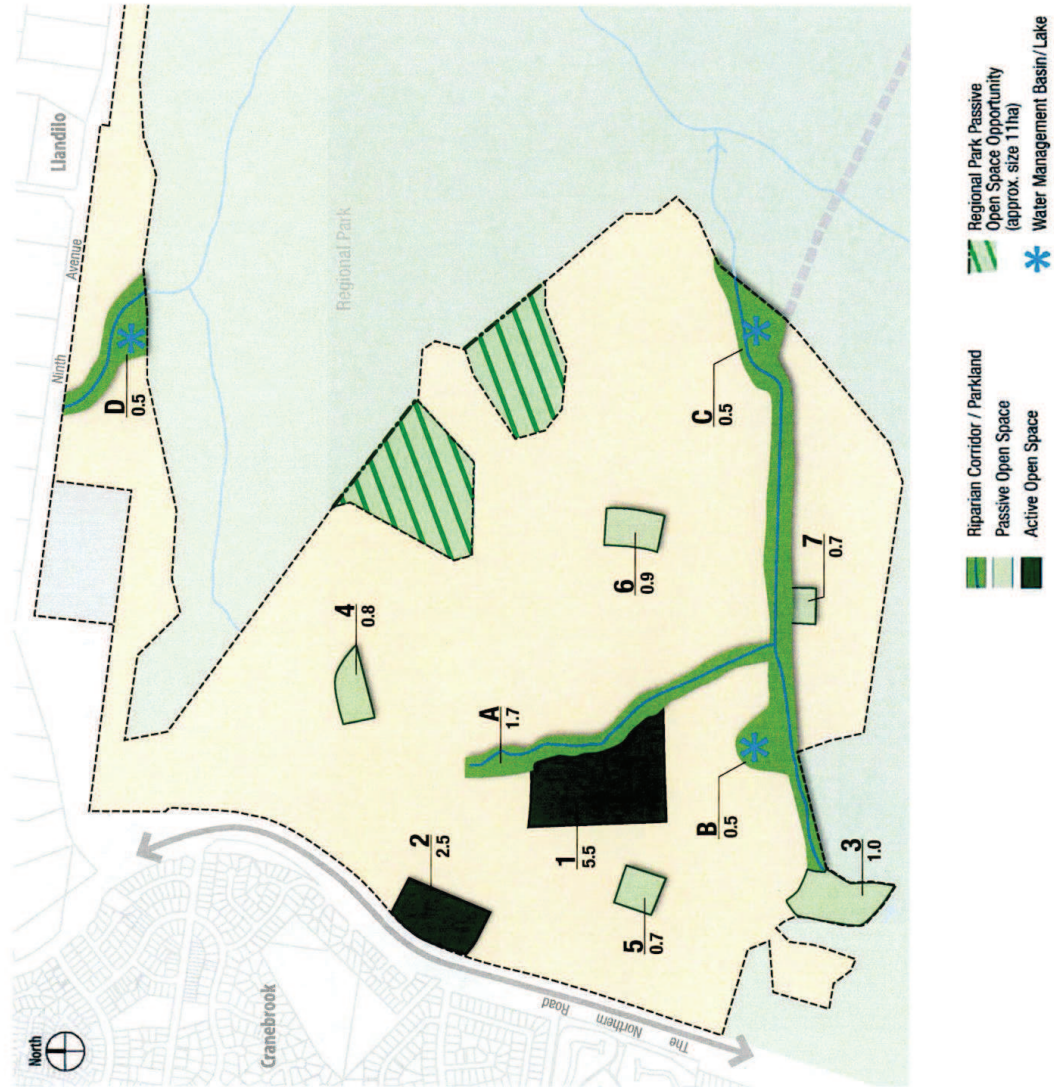 North
Cranebrook
The Northern Road
Ninth Avenue
Llandilo
Regional Park
D
0.5
4
0.8
A
1.7
2
2.5
1
5.5
5
0.7
6
0.9
B
0.5
3
1.0
C
0.5
7
0.7
Riparian Corridor / Parkland
Passive Open Space
Active Open Space
Regional Park Passive
Open Space Opportunity
(approx. size 11ha)
Water Management Basin/Lake